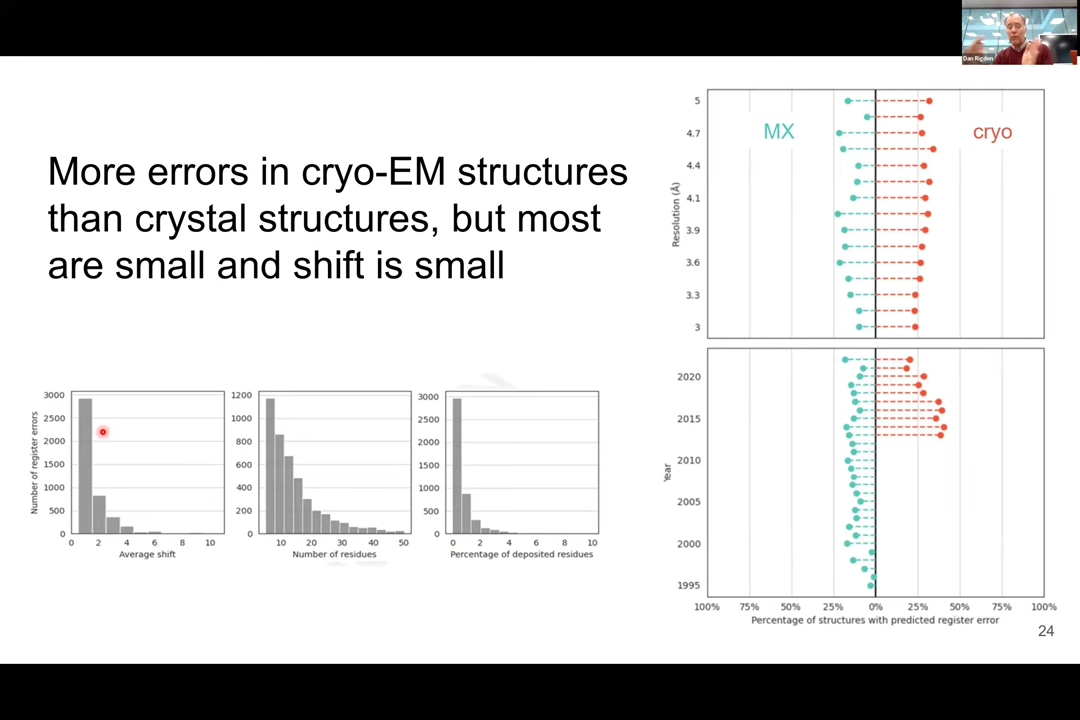 Dan Rigden
More errors in cryo-EM structures
than crystal structures, but most
are small and shift is small
3000
2500
2000
1500
1000
500
0
Number of register errors
0 2 4 6 8 10
Average shift
1200
1000
800
600
400
200
0
10 20 30 40 50
Number of residues
3000
2500
2000
1500
1000
500
0
0 2 4 6 8 10
Percentage of deposited residues
MX
cryo
Resolution (Å)
5
4.7
4.4
4.1
3.9
3.6
3.3
3
Year
2020
2015
2010
2005
2000
1995
100% 75% 50% 25% 0% 25% 50% 75% 100%
Percentage of structures with predicted register error
24